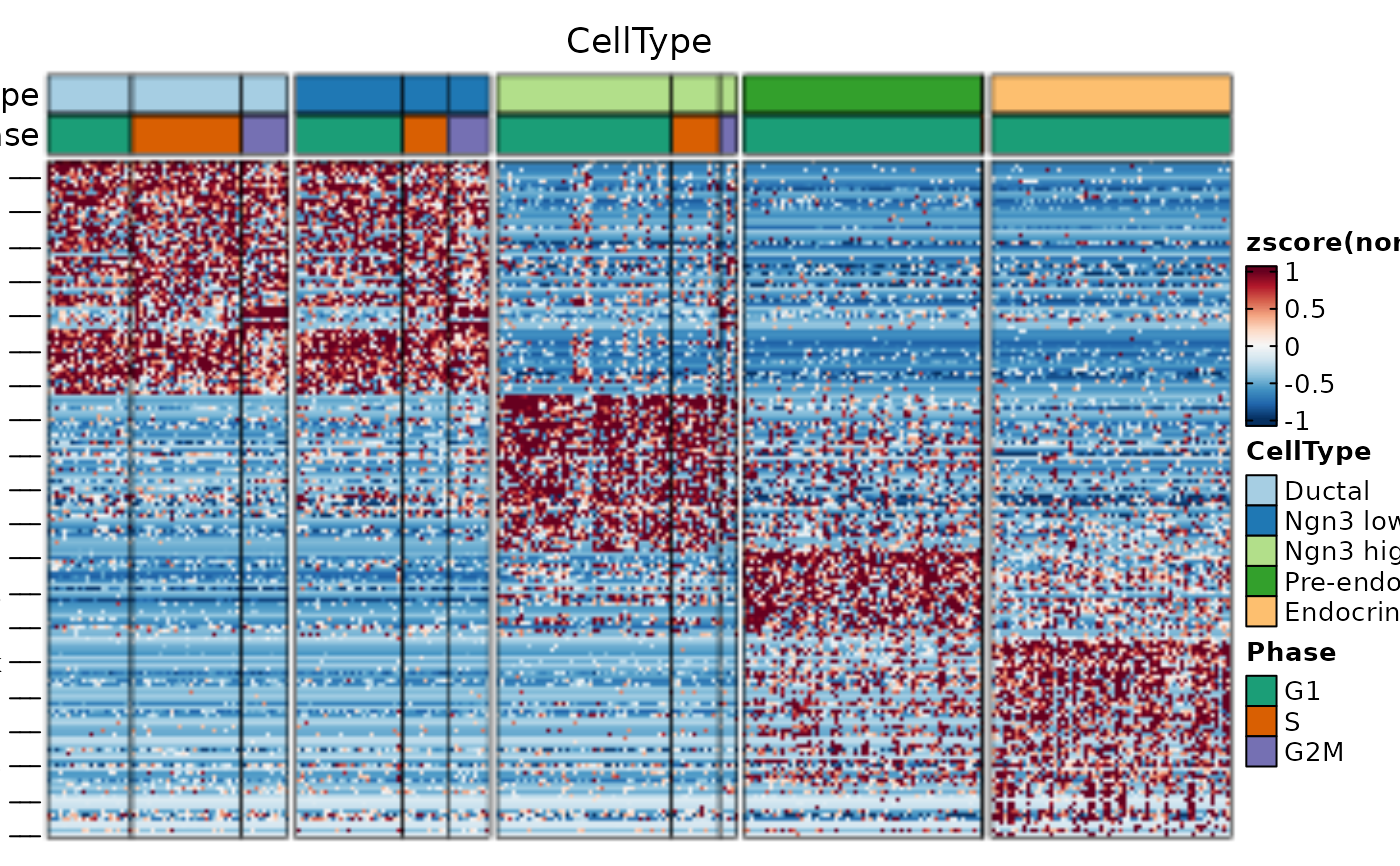 CellType
pe
se
zscore(nor
1
0.5
0
-0.5
-1
CellType
Ductal
Ngn3 low
Ngn3 hig
Pre-endo
Endocrin
Phase
G1
S
G2M